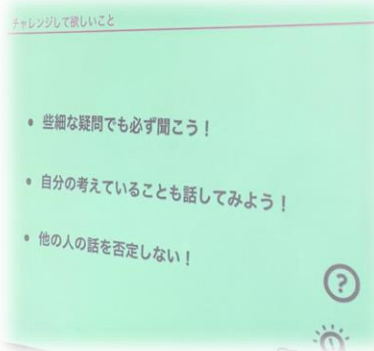 チャレンジして欲しいこと
• 些細な疑問でも必ず聞こう！
• 自分の考えていることも話してみよう！
• 他の人の話を否定しない！
?